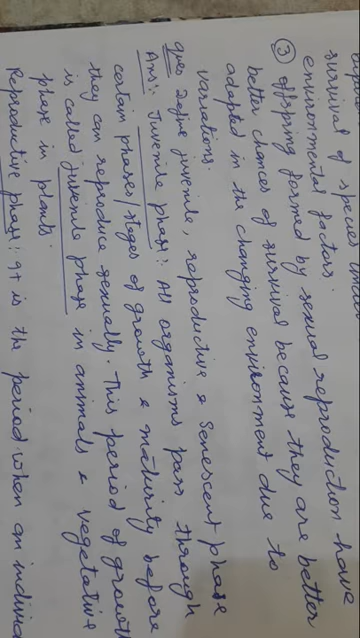 survival of species
environmental factors.
③ offspring formed by sexual reproduction have
better chances of survival because they are better
adapted in the changing environment due to
variations.
Ques Define juvenile, reproductive & Senescent phase
Ans:. Juvenile phase:. All organisms pass through
certain phases/stages of growth & maturity before
they can reproduce sexually. This period of growth
is called juvenile phase in animals & vegetative
phase in plants.
Reproductive phase: It is the period when an individ